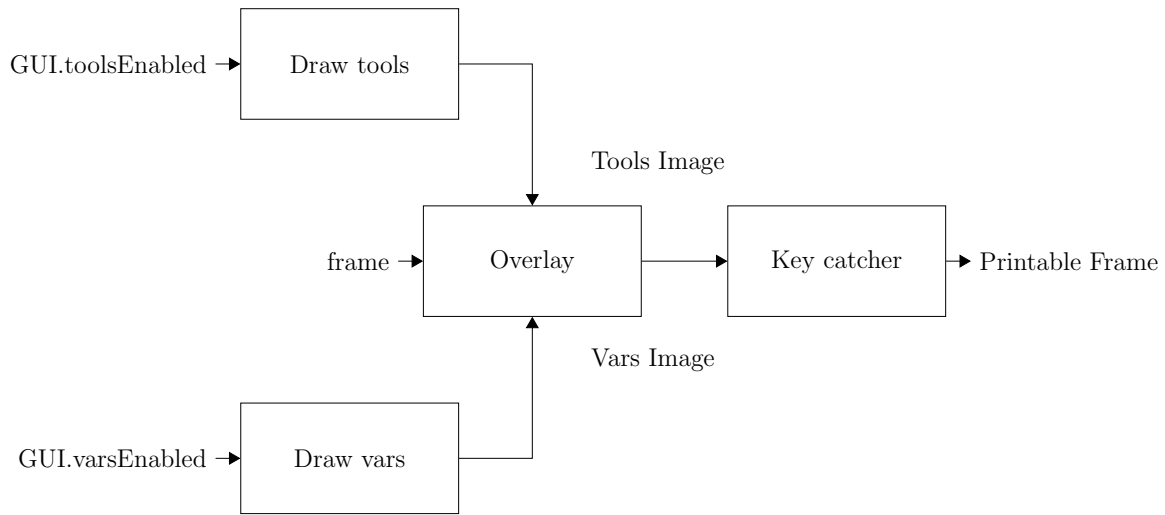 GUI.toolsEnabled
Draw tools
Tools Image
frame
Overlay
Key catcher
Printable Frame
Vars Image
GUI.varsEnabled
Draw vars